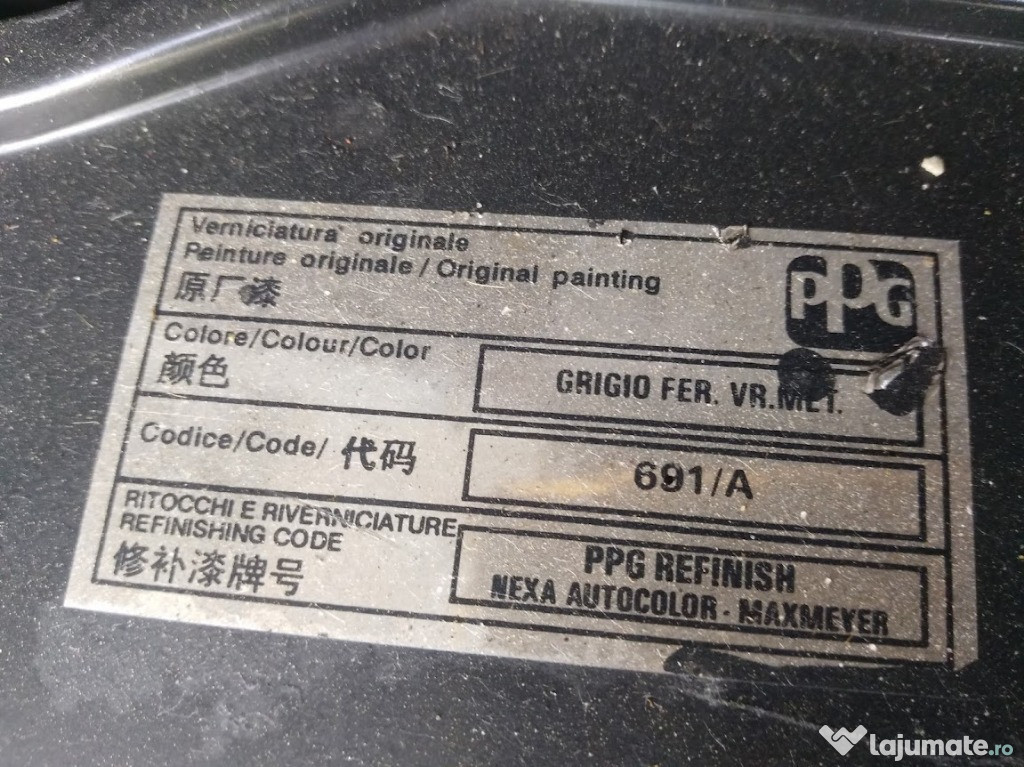 Verniciatura originale
Peinture originale / Original painting
原厂漆
PPG
Colore/Colour/Color
颜色
GRIGIO FER. VR.MET.
Codice/Code/ 代码
691/A
RITOCCHI E RIVERNICIATURE
REFINISHING CODE
修补漆牌号
PPG REFINISH
NEXA AUTOCOLOR - MAXMEYER
lajumate.ro